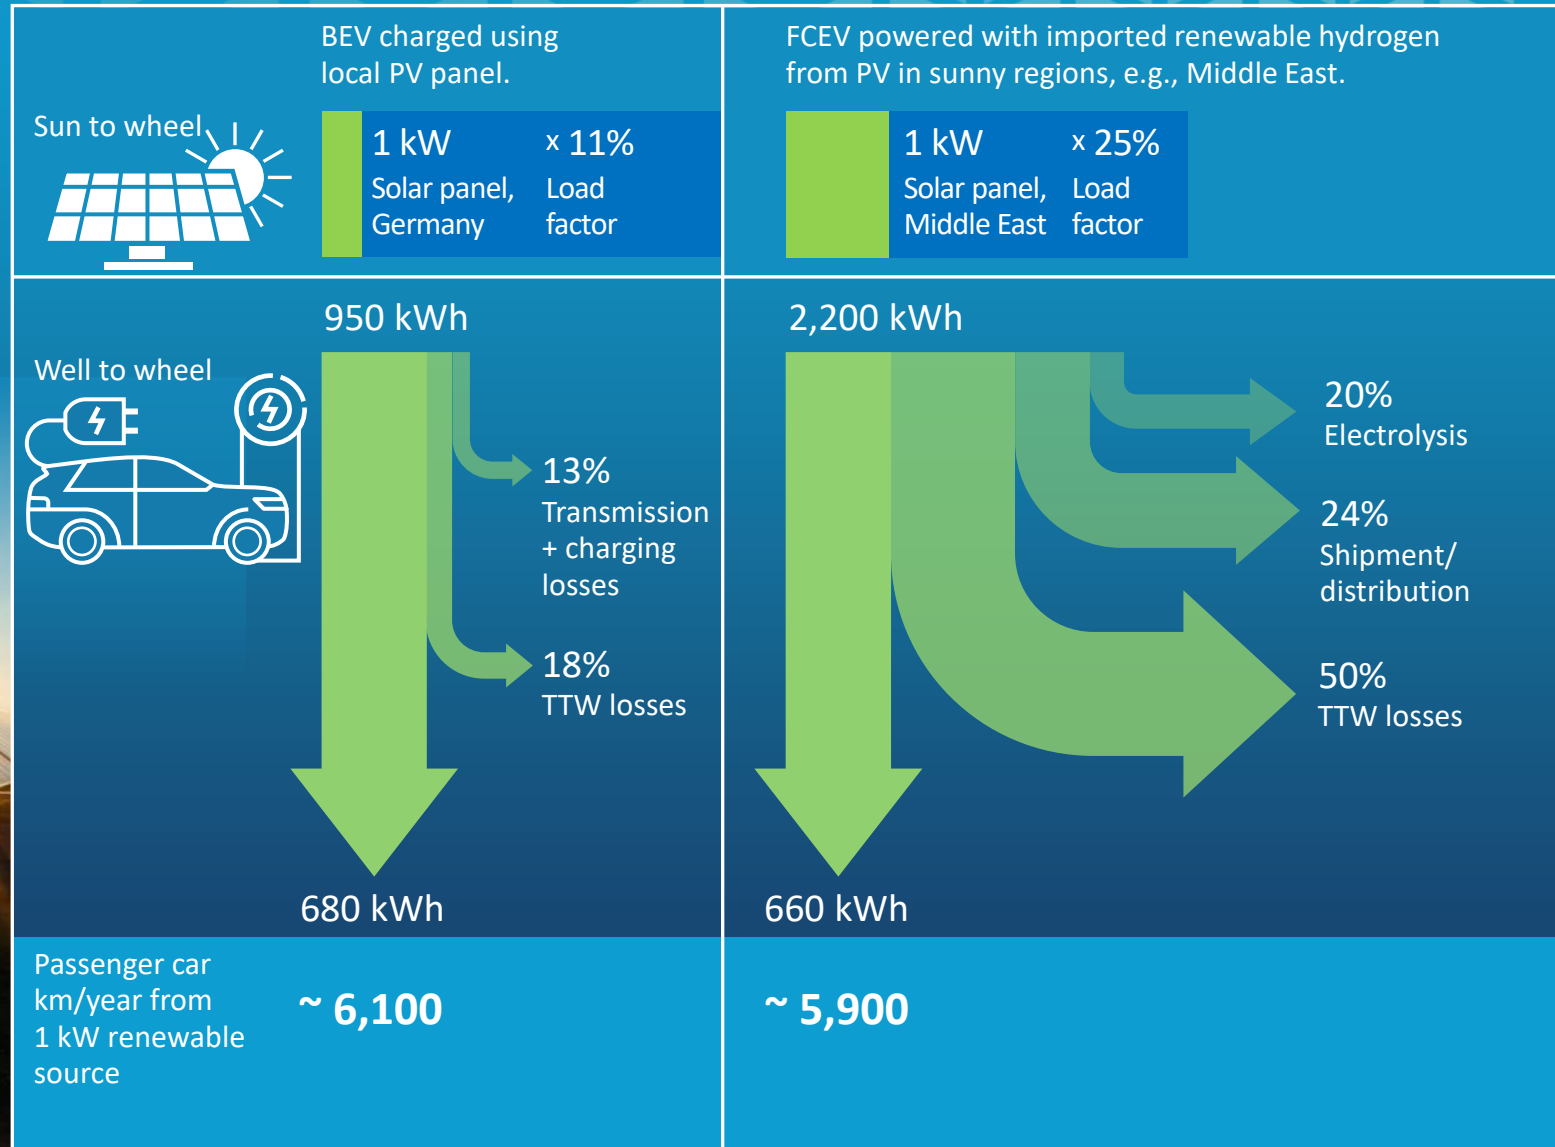 BEV charged using
local PV panel.
FCEV powered with imported renewable hydrogen
from PV in sunny regions, e.g., Middle East.
Sun to wheel
1 kW
x 11%
Solar panel,
Germany
Load
factor
1 kW
x 25%
Solar panel,
Middle East
Load
factor
Well to wheel
950 kWh
13%
Transmission
+ charging
losses
18%
TTW losses
680 kWh
2,200 kWh
20%
Electrolysis
24%
Shipment/
distribution
50%
TTW losses
660 kWh
Passenger car
km/year from
1 kW renewable
source
~ 6,100
~ 5,900